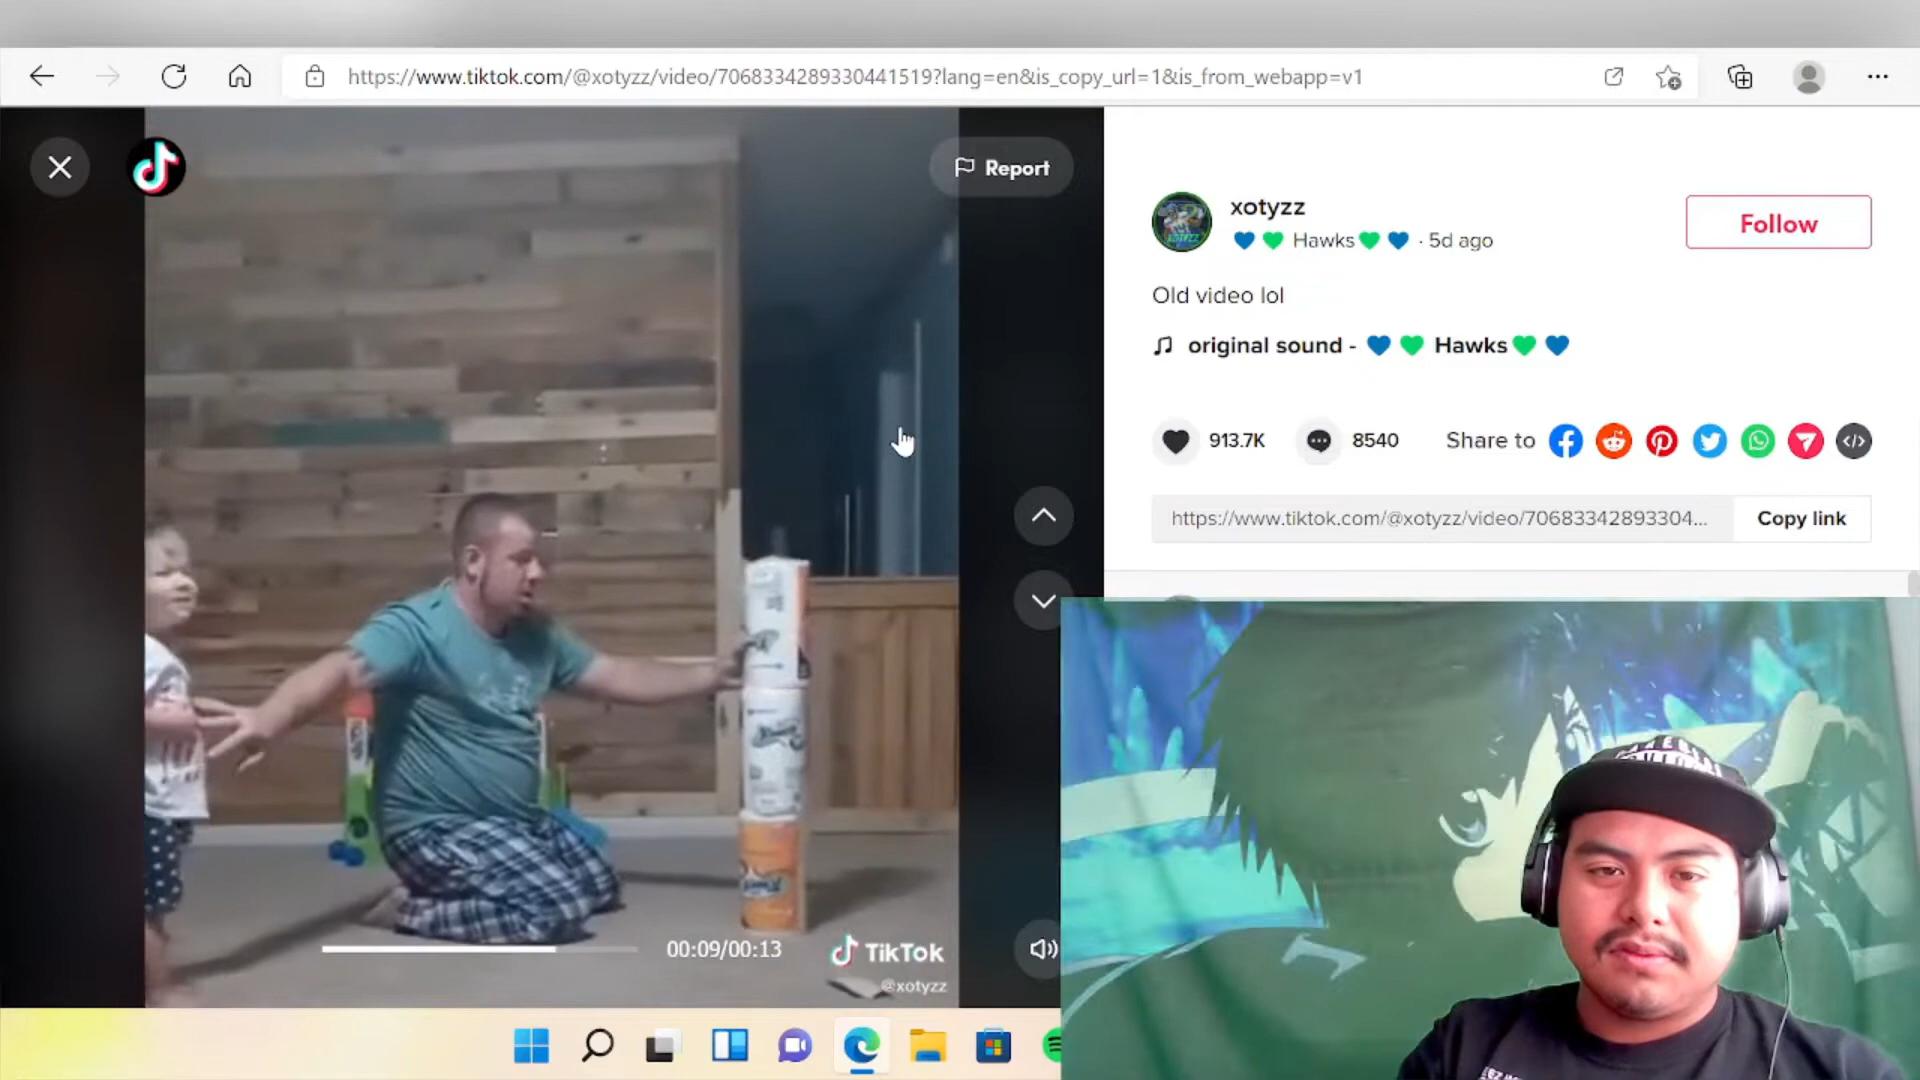 https://www.tiktok.com/@xotyzz/video/7068334289330441519?lang=en&is_copy_url=1&is_from_webapp=v1
Report
xotyzz
💙 💚 Hawks 💚 💙 · 5d ago
Follow
Old video lol
original sound - 💙 💚 Hawks 💚 💙
913.7K
8540
Share to
https://www.tiktok.com/@xotyzz/video/70683342893304...
Copy link
00:09/00:13
TikTok
@xotyzz